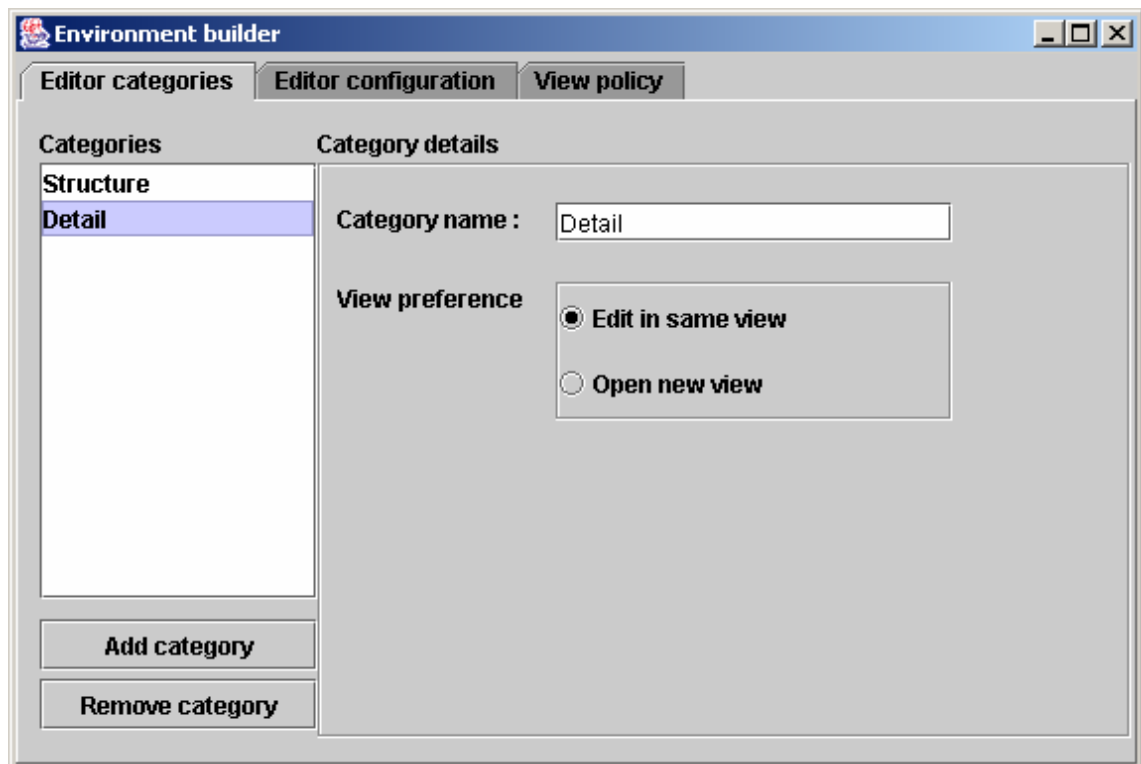 Environment builder
Editor categories Editor configuration View policy
Categories
Structure
Detail
Add category
Remove category
Category details
Category name : Detail
View preference
Edit in same view
Open new view